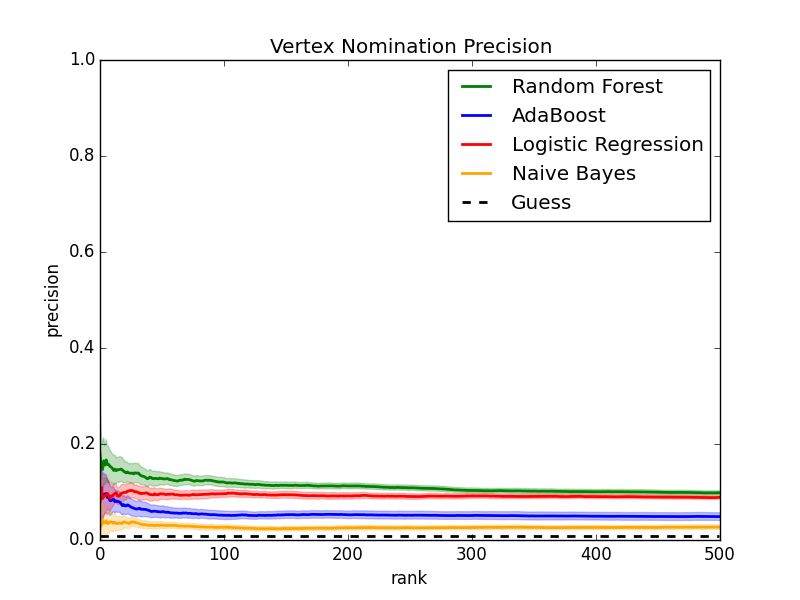 Vertex Nomination Precision
1.0
0.8
0.6
0.4
0.2
0.0
precision
Random Forest
AdaBoost
Logistic Regression
Naive Bayes
Guess
0 100 200 300 400 500
rank